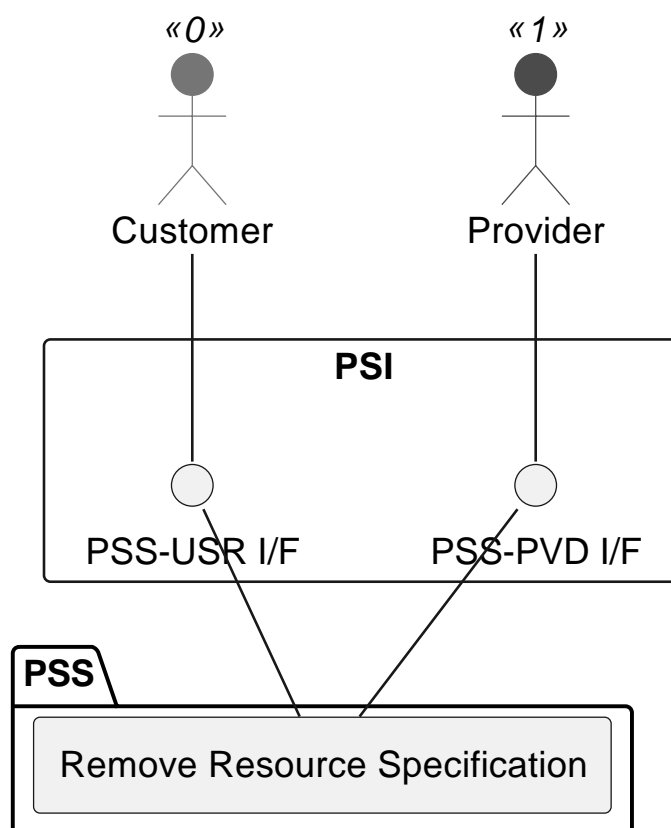 «0» «1»
Customer Provider
PSI
PSS-USR I/F PSS-PVD I/F
PSS
Remove Resource Specification